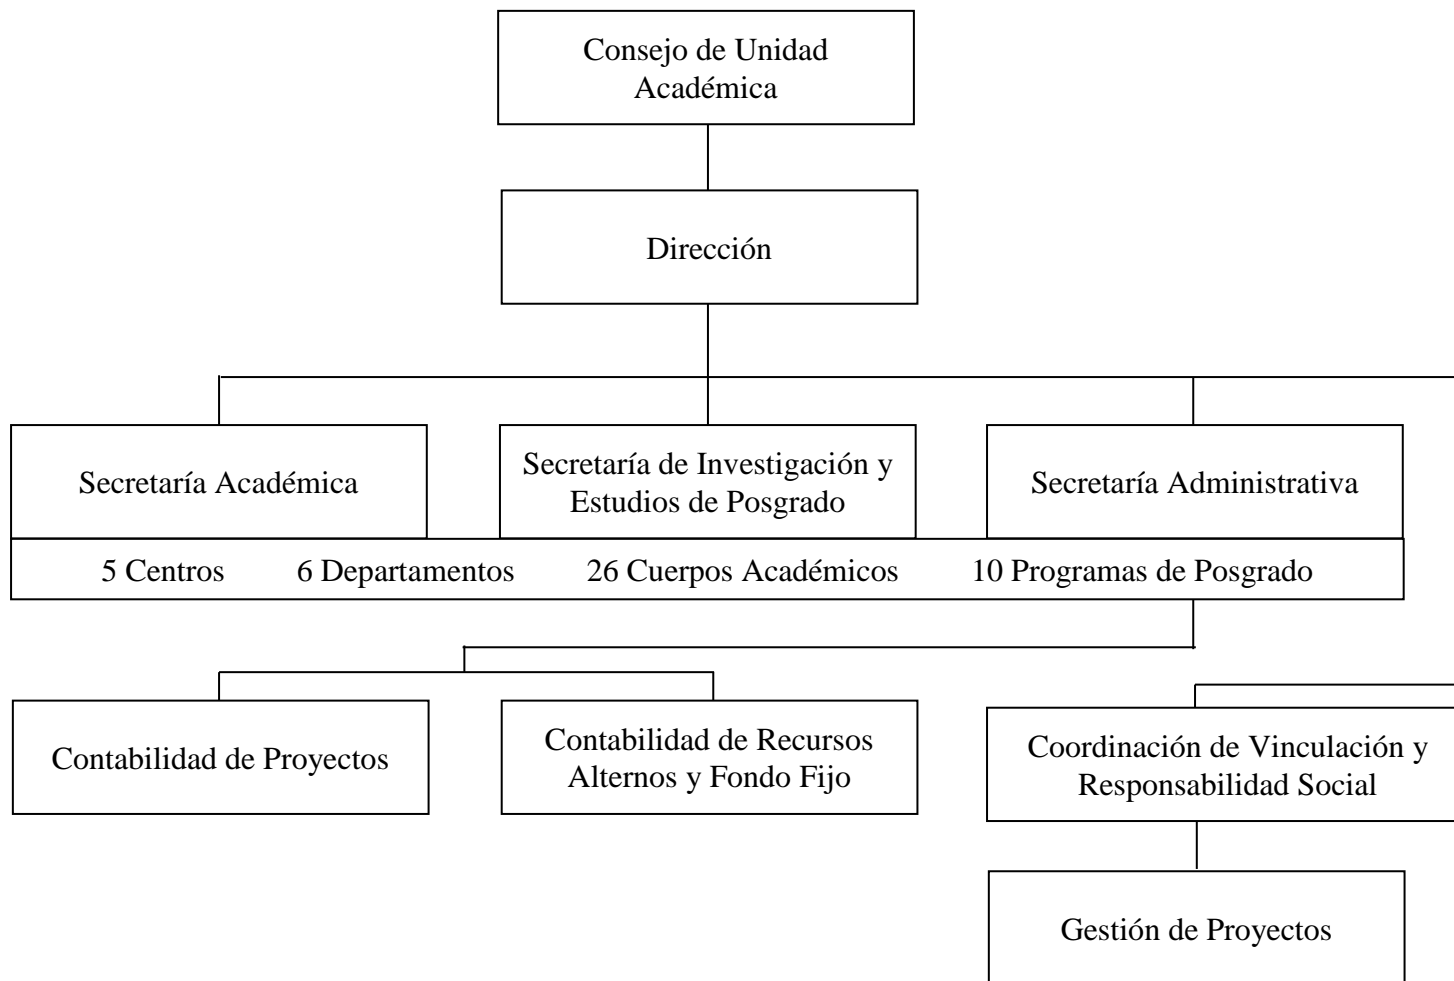 Consejo de Unidad
Académica
Dirección
Secretaría Académica
Secretaría de Investigación y
Estudios de Posgrado
Secretaría Administrativa
5 Centros 6 Departamentos 26 Cuerpos Académicos 10 Programas de Posgrado
Contabilidad de Proyectos
Contabilidad de Recursos
Alternos y Fondo Fijo
Coordinación de Vinculación y
Responsabilidad Social
Gestión de Proyectos